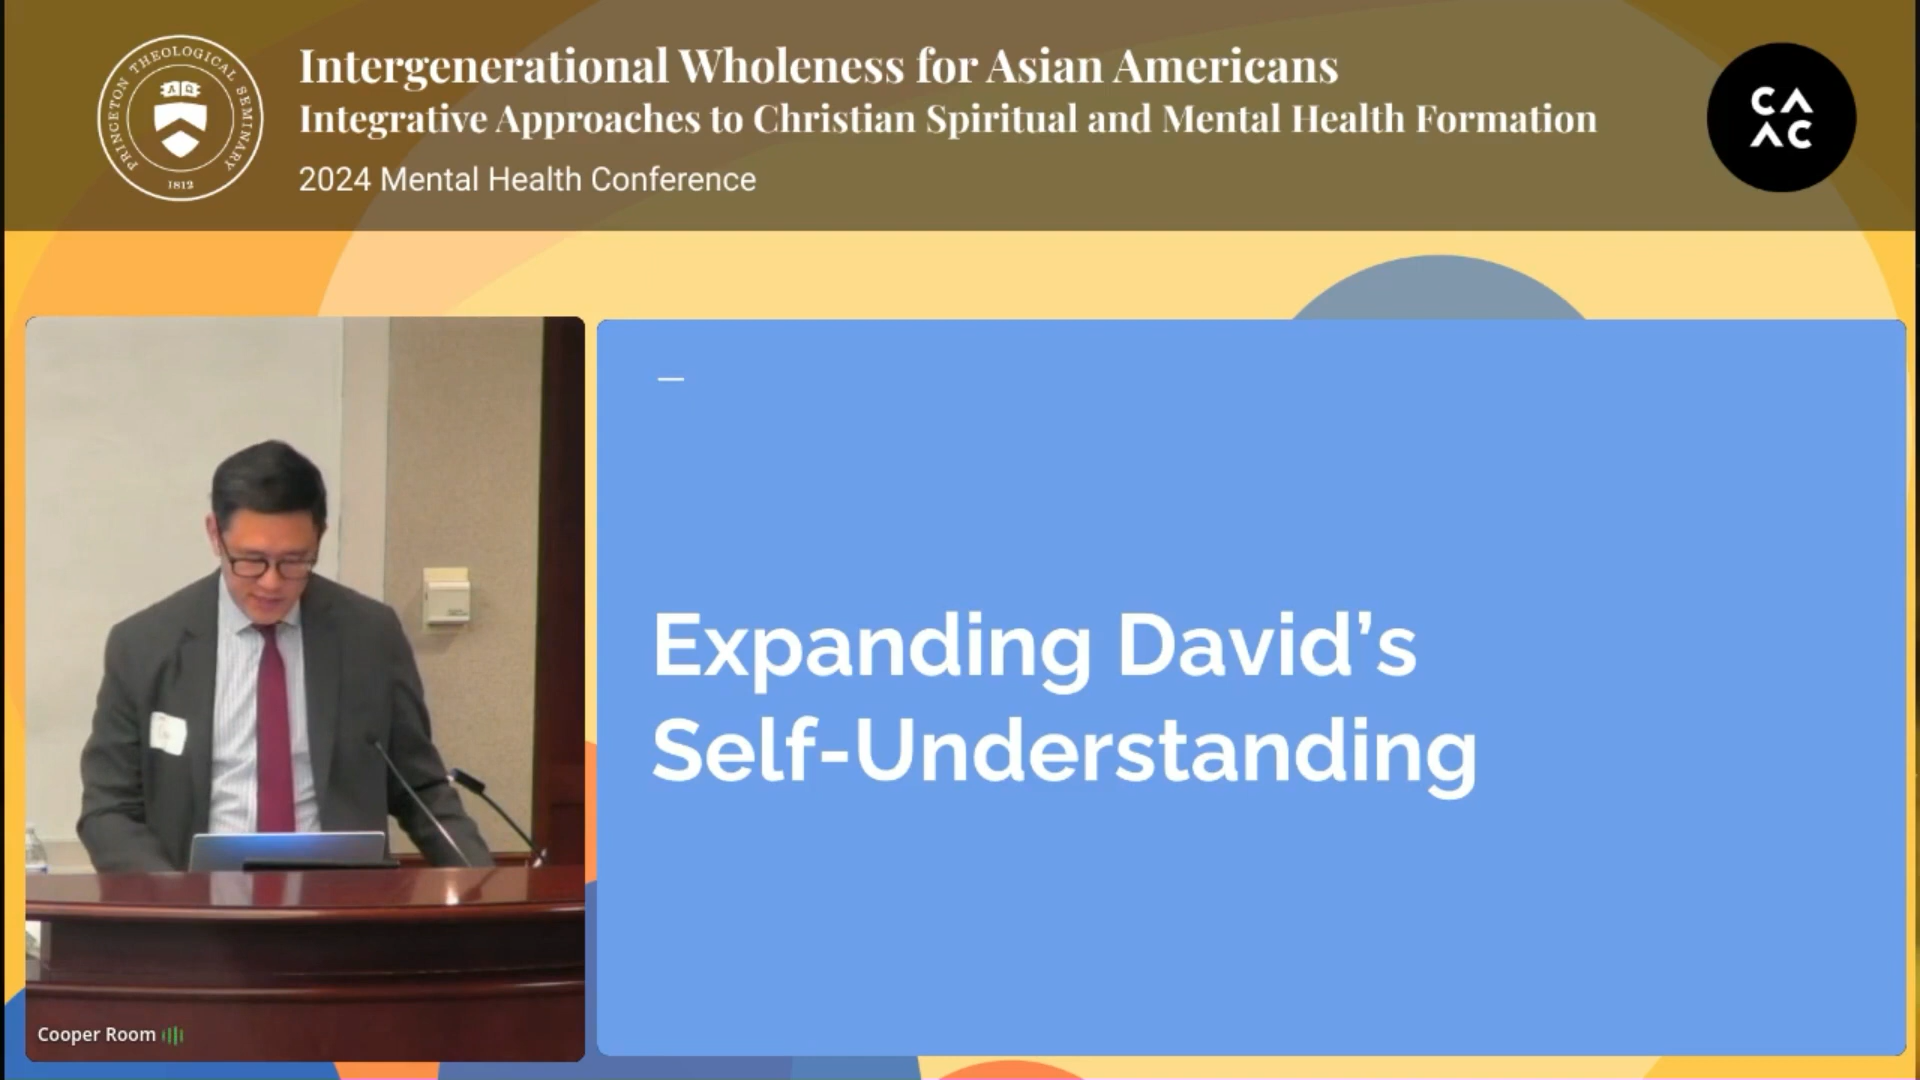 PRINCETON THEOLOGICAL SEMINARY
1812
Intergenerational Wholeness for Asian Americans
Integrative Approaches to Christian Spiritual and Mental Health Formation
2024 Mental Health Conference
CA
AC
Expanding David’s
Self-Understanding
Cooper Room